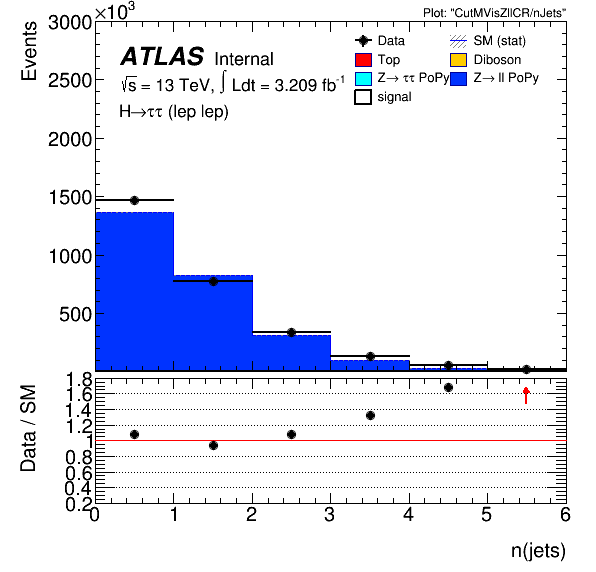 Plot: "CutMVisZllCR/nJets"
×10³
Events
3000
2500
2000
1500
1000
500
ATLAS Internal
√s = 13 TeV, ∫ Ldt = 3.209 fb⁻¹
H→ττ (lep lep)
Data
SM (stat)
Top
Diboson
Z→ ττ PoPy
Z→ ll PoPy
signal
Data / SM
1.8
1.6
1.4
1.2
1
0.8
0.6
0.4
0.2
0 1 2 3 4 5 6
n(jets)